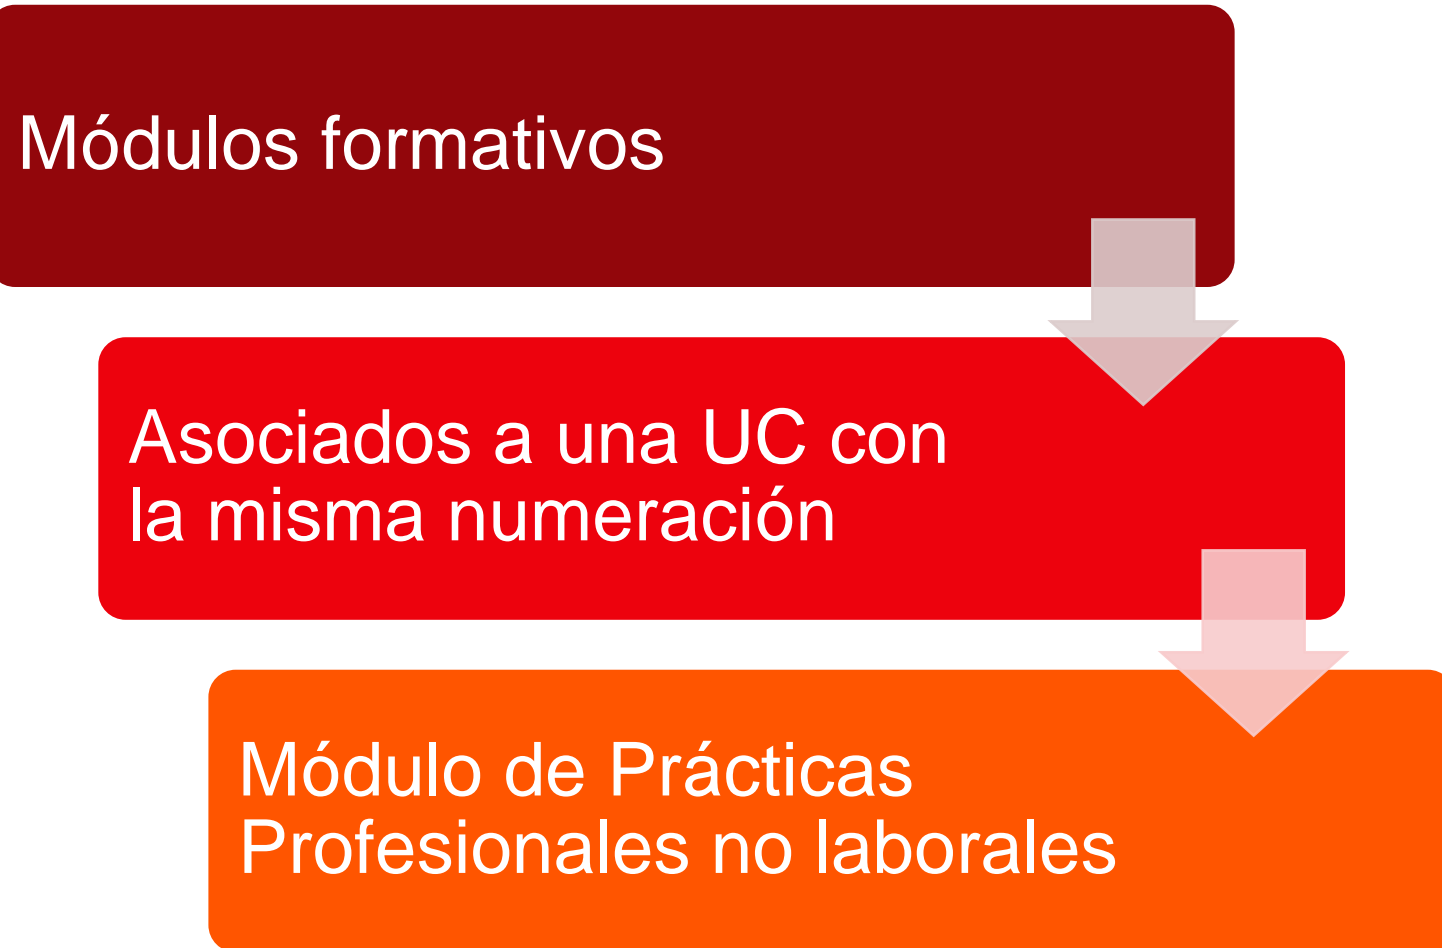 Módulos formativos
Asociados a una UC con
la misma numeración
Módulo de Prácticas
Profesionales no laborales